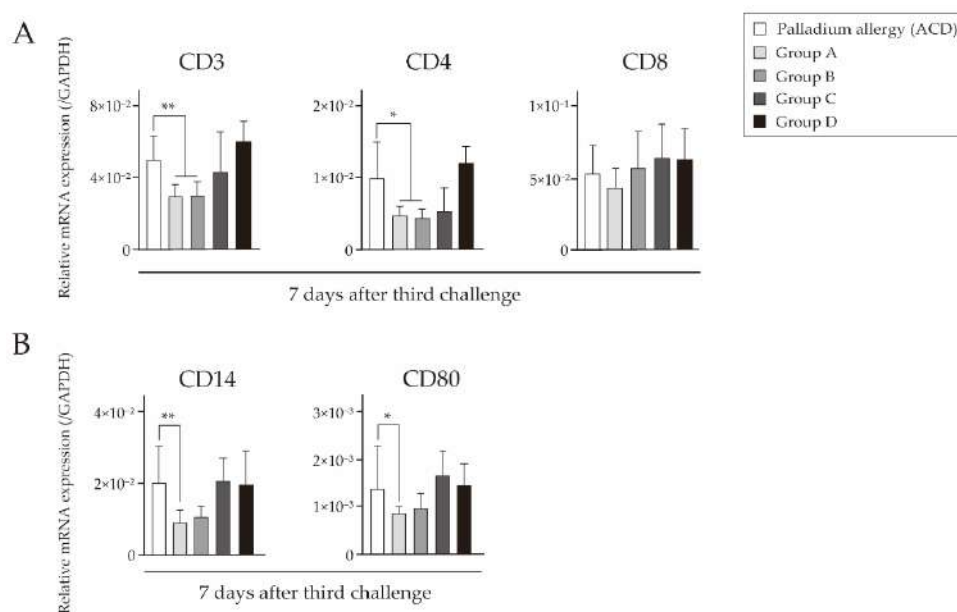 A
Relative mRNA expression (/GAPDH)
CD3
8×10⁻²
4×10⁻²
0
**
CD4
2×10⁻²
1×10⁻²
0
*
CD8
1×10⁻¹
5×10⁻²
0
Palladium allergy (ACD)
Group A
Group B
Group C
Group D
7 days after third challenge
B
Relative mRNA expression (/GAPDH)
CD14
4×10⁻²
2×10⁻²
0
**
CD80
3×10⁻³
2×10⁻³
1×10⁻³
0
*
7 days after third challenge